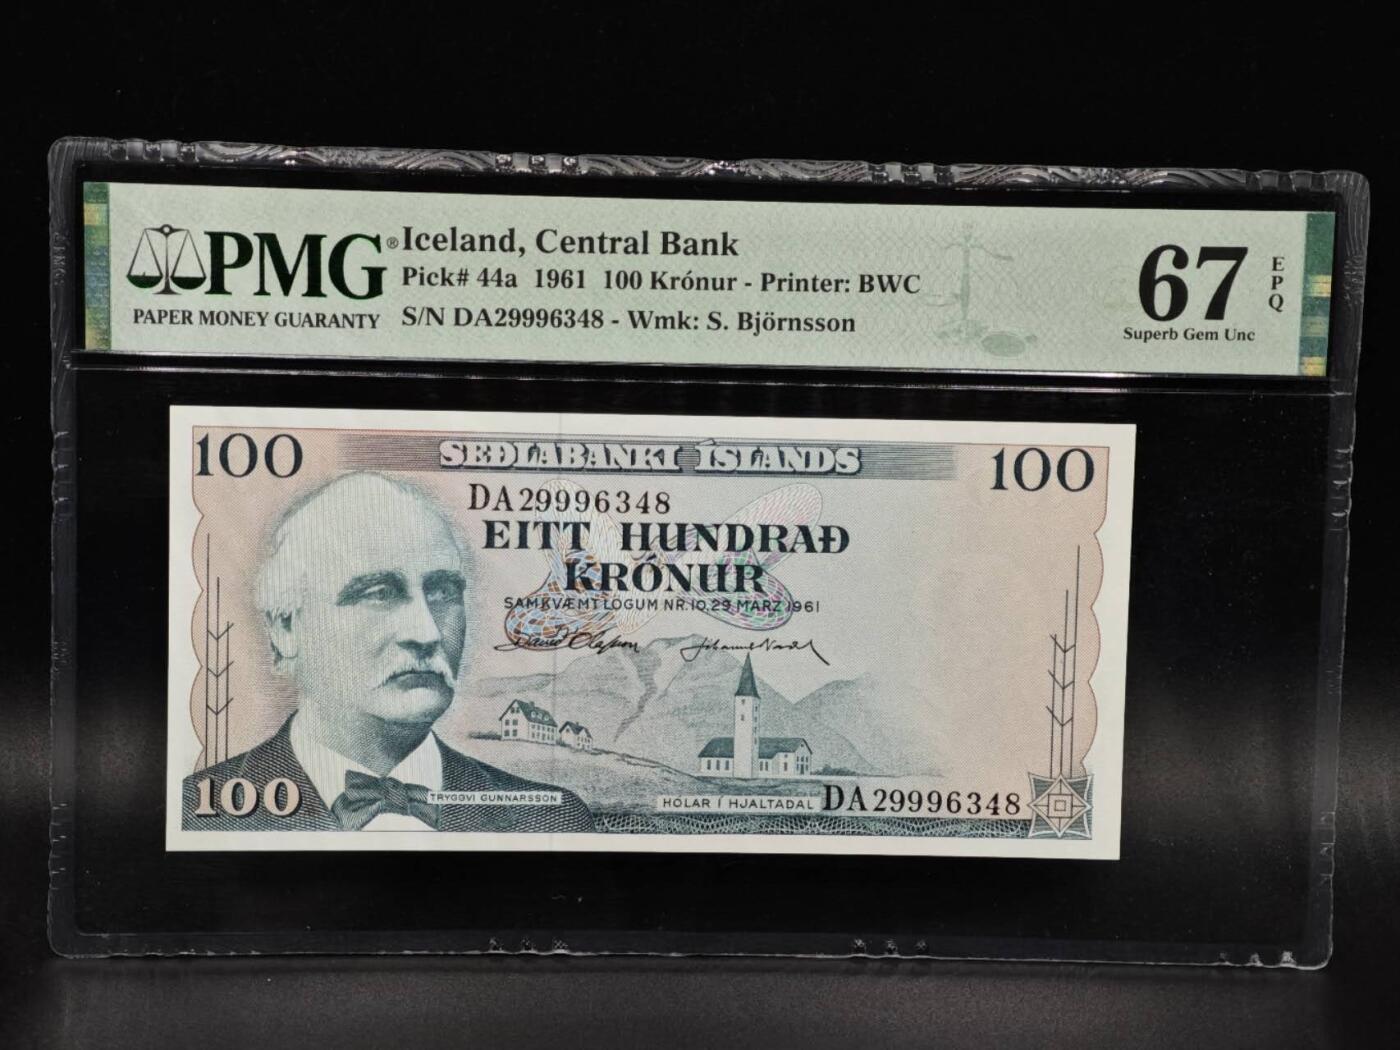 PMG®
PAPER MONEY GUARANTY
Iceland, Central Bank
Pick# 44a 1961 100 Krónur - Printer: BWC
S/N DA29996348 - Wmk: S. Björnsson
67
EPQ
Superb Gem Unc
100
SEÐLABANKI ÍSLANDS
100
DA29996348
EITT HUNDRAÐ
KRÓNUR
SAMKVÆMT LÖGUM NR.10,29 MARZ 1961
100
TRYGGVI GUNNARSSON
HÓLAR Í HJALTADAL
DA29996348